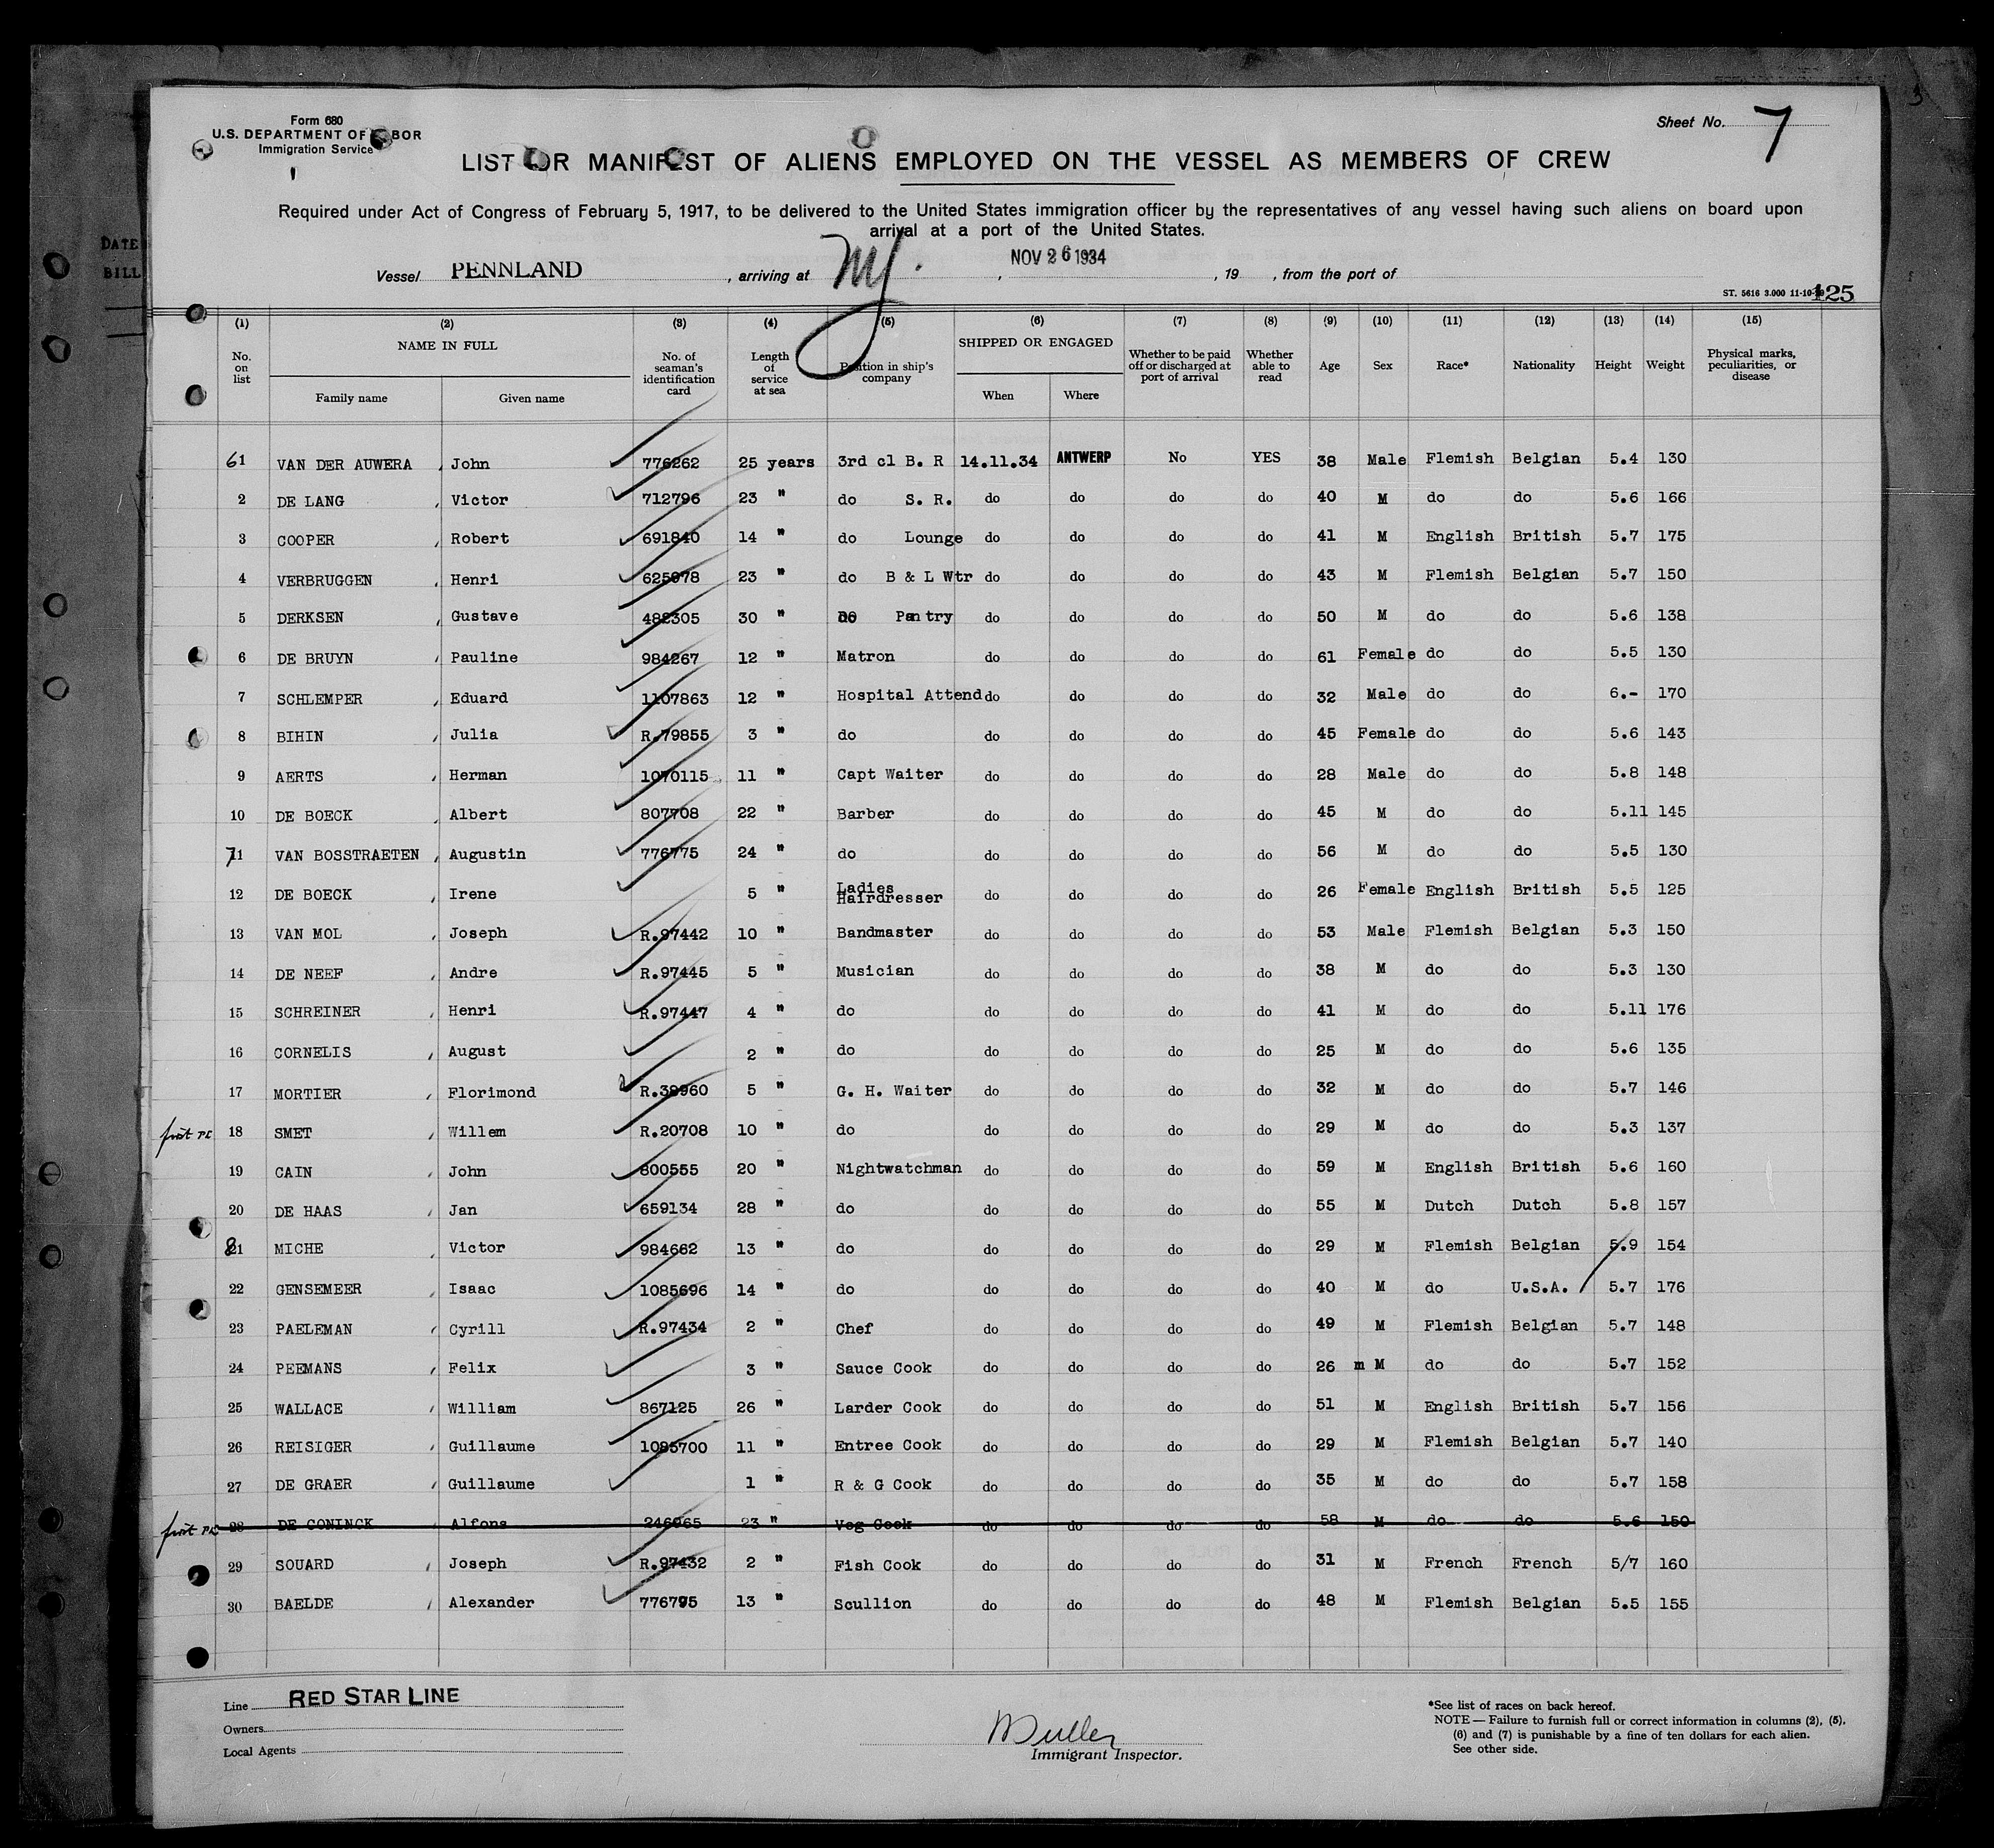 Form 680
U.S. DEPARTMENT OF LABOR
Immigration Service
Sheet No. 7
LIST OR MANIFEST OF ALIENS EMPLOYED ON THE VESSEL AS MEMBERS OF CREW
Required under Act of Congress of February 5, 1917, to be delivered to the United States immigration officer by the representatives of any vessel having such aliens on board upon
arrival at a port of the United States.
DATE
BILL
Vessel PENNLAND , arriving at NY. , NOV 26 1934 , 19 , from the port of
ST. 5616 3.000 11-10- 125
(1) (2) (3) (4) (5) (6) (7) (8) (9) (10) (11) (12) (13) (14) (15)
No. on list NAME IN FULL Family name Given name No. of seaman's identification card Length of service at sea Position in ship's company SHIPPED OR ENGAGED When Where Whether to be paid off or discharged at port of arrival Whether able to read Age Sex Race* Nationality Height Weight Physical marks, peculiarities, or disease
61 VAN DER AUWERA , John 776262 25 years 3rd cl B. R 14.11.34 ANTWERP No YES 38 Male Flemish Belgian 5.4 130
2 DE LANG , Victor 712796 23 " do S. R. do do do do 40 M do do 5.6 166
3 COOPER , Robert 691840 14 " do Lounge do do do do 41 M English British 5.7 175
4 VERBRUGGEN , Henri 625978 23 " do B & L Wtr do do do do 43 M Flemish Belgian 5.7 150
5 DERKSEN , Gustave 482305 30 " do Pantry do do do do 50 M do do 5.6 138
6 DE BRUYN , Pauline 984267 12 " Matron do do do do 61 Female do do 5.5 130
7 SCHLEMPER , Eduard 1107863 12 " Hospital Attend do do do do 32 Male do do 6.- 170
8 BIHIN , Julia R.79855 3 " do do do do do 45 Female do do 5.6 143
9 AERTS , Herman 1070115 11 " Capt Waiter do do do do 28 Male do do 5.8 148
10 DE BOECK , Albert 807708 22 " Barber do do do do 45 M do do 5.11 145
71 VAN BOSSTRAETEN , Augustin 776775 24 " do do do do do 56 M do do 5.5 130
12 DE BOECK , Irene 5 " Ladies Hairdresser do do do do 26 Female English British 5.5 125
13 VAN MOL , Joseph R.97442 10 " Bandmaster do do do do 53 Male Flemish Belgian 5.3 150
14 DE NEEF , Andre R.97445 5 " Musician do do do do 38 M do do 5.3 130
15 SCHREINER , Henri R.97447 4 " do do do do do 41 M do do 5.11 176
16 CORNELIS , August 2 " do do do do do 25 M do do 5.6 135
17 MORTIER , Florimond R.38960 5 " G. H. Waiter do do do do 32 M do do 5.7 146
18 SMET , Willem R.20708 10 " do do do do do 29 M do do 5.3 137
19 CAIN , John 800555 20 " Nightwatchman do do do do 59 M English British 5.6 160
20 DE HAAS , Jan 659134 28 " do do do do do 55 M Dutch Dutch 5.8 157
81 MICHE , Victor 984662 13 " do do do do do 29 M Flemish Belgian 5.9 154
22 GENSEMEER , Isaac 1085696 14 " do do do do do 40 M do U.S.A. 5.7 176
23 PAELEMAN , Cyrill R.97434 2 " Chef do do do do 49 M Flemish Belgian 5.7 148
24 PEEMANS , Felix 3 " Sauce Cook do do do do 26 m M do do 5.7 152
25 WALLACE , William 867125 26 " Larder Cook do do do do 51 M English British 5.7 156
26 REISIGER , Guillaume 1085700 11 " Entree Cook do do do do 29 M Flemish Belgian 5.7 140
27 DE GRAER , Guillaume 1 " R & G Cook do do do do 35 M do do 5.7 158
28 DE CONINCK , Alfons 246965 23 " Veg Cook do do do do 58 M do do 5.6 150
29 SOUARD , Joseph R.97432 2 " Fish Cook do do do do 31 M French French 5/7 160
30 BAELDE , Alexander 776795 13 " Scullion do do do do 48 M Flemish Belgian 5.5 155
Line RED STAR LINE
Owners
Local Agents
Muller
Immigrant Inspector.
*See list of races on back hereof.
NOTE — Failure to furnish full or correct information in columns (2), (5),
(6) and (7) is punishable by a fine of ten dollars for each alien.
See other side.